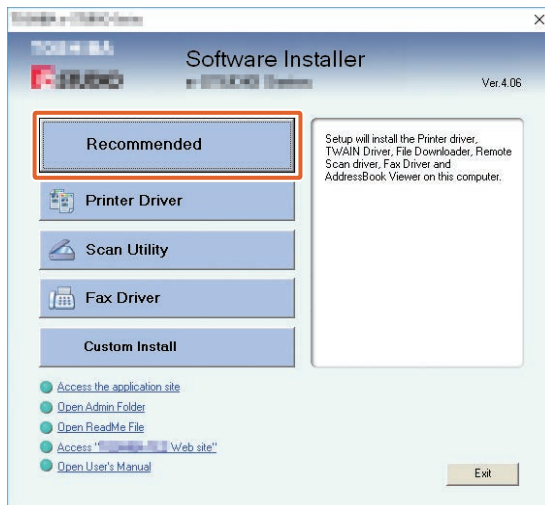 Software Installer
Ver.4.06
Recommended
Printer Driver
Scan Utility
Fax Driver
Custom Install
Setup will install the Printer driver,
TWAIN Driver, File Downloader, Remote
Scan driver, Fax Driver and
AddressBook Viewer on this computer.
Access the application site
Open Admin Folder
Open ReadMe File
Access " Web site"
Open User's Manual
Exit